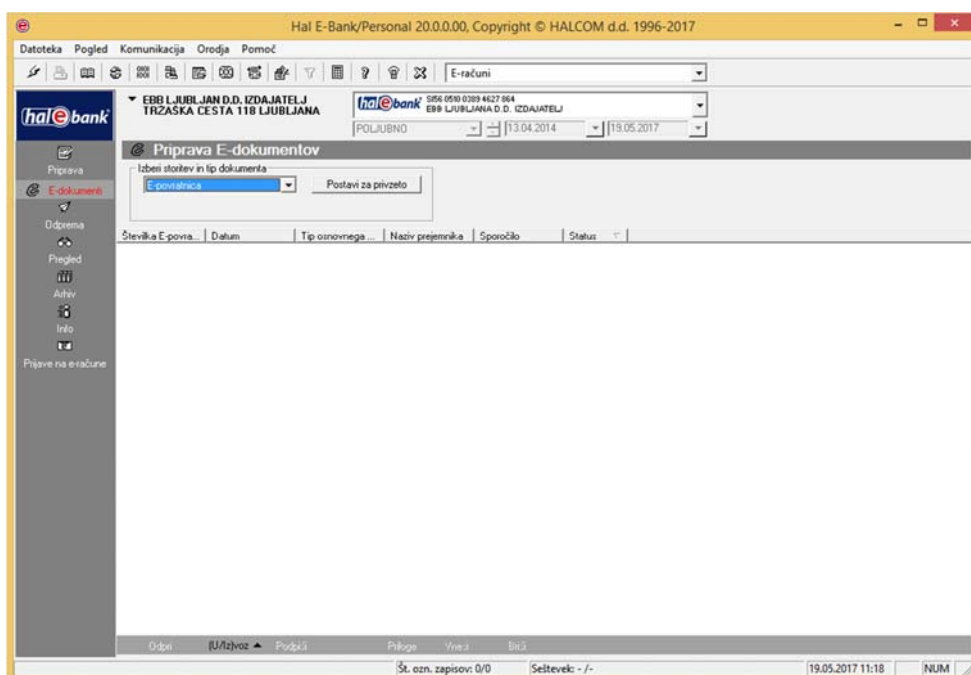 Hal E-Bank/Personal 20.0.0.00, Copyright © HALCOM d.d. 1996-2017
Datoteka Pogled Komunikacija Orodja Pomoč
E-računi
hal e bank
EBB LJUBLJAN D.D. IZDAJATELJ
TRZAŠKA CESTA 118 LJUBLJANA
hal e bank
SI56 0510 0389 4627 864
EBB LJUBLJANA D.D. IZDAJATELJ
POLJUBNO 13.04.2014 19.05.2017
Priprava
E-dokumenti
Odprema
Pregled
Arhiv
Info
Prijave na e-račune
Priprava E-dokumentov
Izberi storitev in tip dokumenta
E-povratnica Postavi za privzeto
Številka E-povra... Datum Tip osnovnega ... Naziv prejemnika Sporočilo Status
Odpri (U/Iz)voz Podpiši Priloge Vnesi Briši
Št. ozn. zapisov: 0/0 Seštevek: - /- 19.05.2017 11:18 NUM